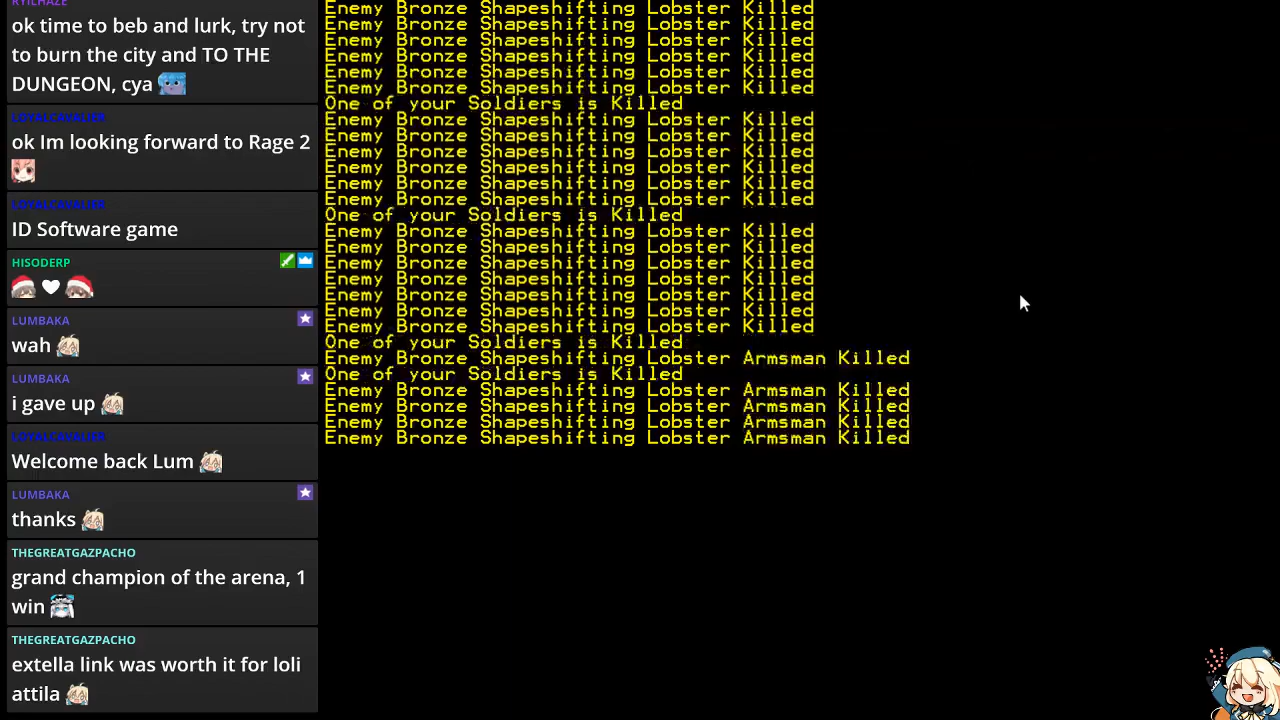 RYILHAZE
ok time to beb and lurk, try not
to burn the city and TO THE
DUNGEON, cya
LOYALCAVALIER
ok Im looking forward to Rage 2
LOYALCAVALIER
ID Software game
HISODERP
LUMBAKA
wah
LUMBAKA
i gave up
LOYALCAVALIER
Welcome back Lum
LUMBAKA
thanks
THEGREATGAZPACHO
grand champion of the arena, 1
win
THEGREATGAZPACHO
extella link was worth it for loli
attila
Enemy Bronze Shapeshifting Lobster Killed
Enemy Bronze Shapeshifting Lobster Killed
Enemy Bronze Shapeshifting Lobster Killed
Enemy Bronze Shapeshifting Lobster Killed
Enemy Bronze Shapeshifting Lobster Killed
Enemy Bronze Shapeshifting Lobster Killed
One of your Soldiers is Killed
Enemy Bronze Shapeshifting Lobster Killed
Enemy Bronze Shapeshifting Lobster Killed
Enemy Bronze Shapeshifting Lobster Killed
Enemy Bronze Shapeshifting Lobster Killed
Enemy Bronze Shapeshifting Lobster Killed
Enemy Bronze Shapeshifting Lobster Killed
One of your Soldiers is Killed
Enemy Bronze Shapeshifting Lobster Killed
Enemy Bronze Shapeshifting Lobster Killed
Enemy Bronze Shapeshifting Lobster Killed
Enemy Bronze Shapeshifting Lobster Killed
Enemy Bronze Shapeshifting Lobster Killed
Enemy Bronze Shapeshifting Lobster Killed
Enemy Bronze Shapeshifting Lobster Killed
One of your Soldiers is Killed
Enemy Bronze Shapeshifting Lobster Armsman Killed
One of your Soldiers is Killed
Enemy Bronze Shapeshifting Lobster Armsman Killed
Enemy Bronze Shapeshifting Lobster Armsman Killed
Enemy Bronze Shapeshifting Lobster Armsman Killed
Enemy Bronze Shapeshifting Lobster Armsman Killed